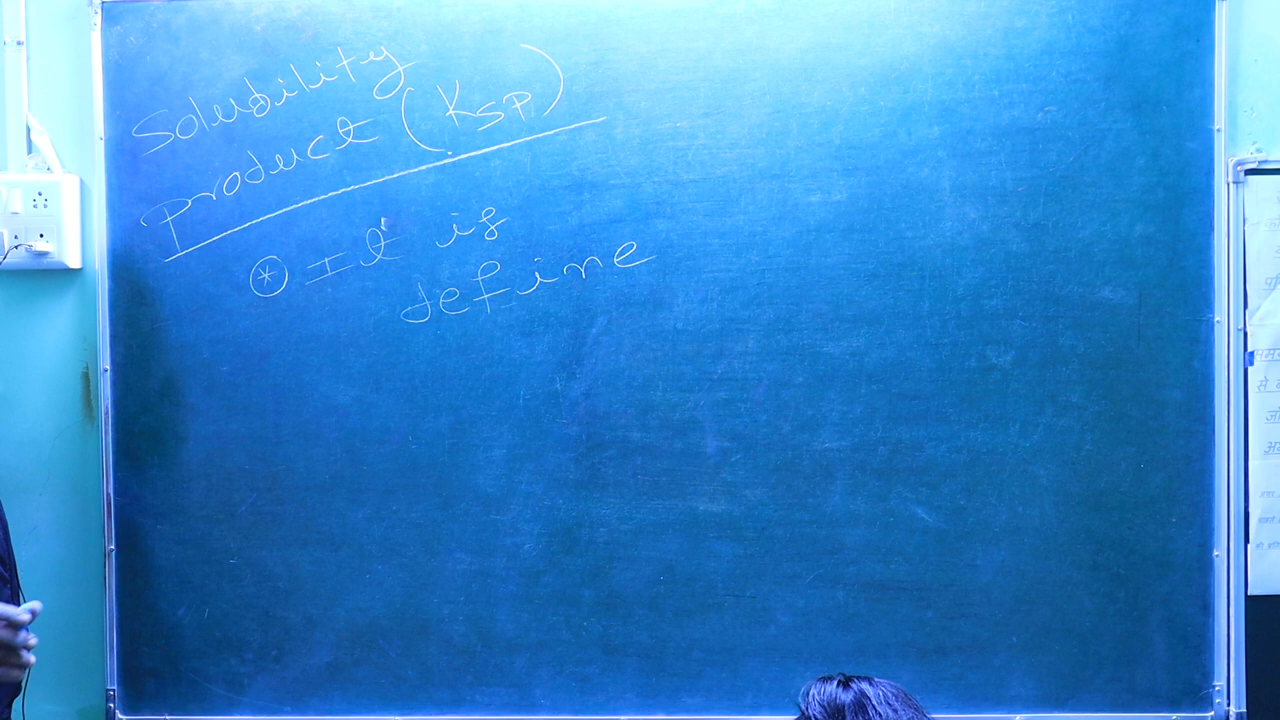 Solubility
Product (Ksp)
* It is
define